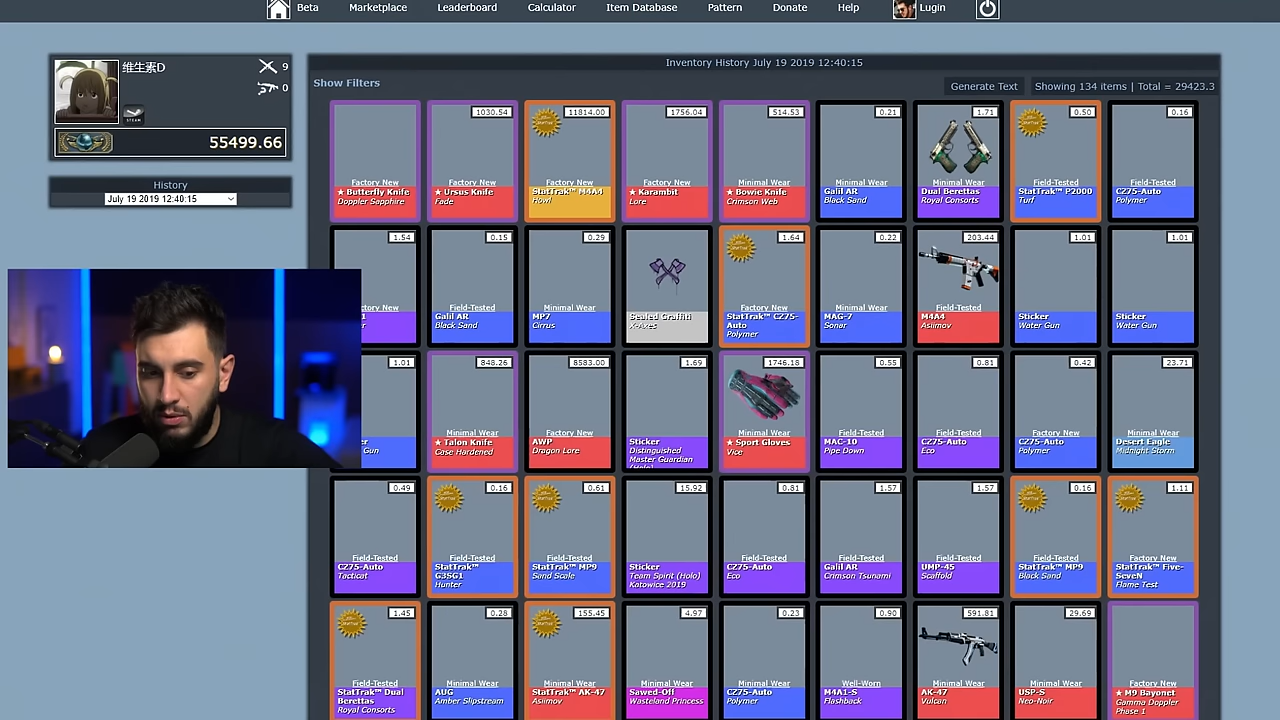 Beta Marketplace Leaderboard Calculator Item Database Pattern Donate Help Login
维生素D
9
0
STEAM
55499.66
History
July 19 2019 12:40:15
Inventory History July 19 2019 12:40:15
Show Filters
Generate Text
Showing 134 items | Total = 29423.3
Factory New
★ Butterfly Knife
Doppler Sapphire
1030.54
Factory New
★ Ursus Knife
Fade
11814.00
Factory New
StatTrak™ M4A4
Howl
1756.04
Factory New
★ Karambit
Lore
514.53
Minimal Wear
★ Bowie Knife
Crimson Web
0.21
Minimal Wear
Galil AR
Black Sand
1.71
Minimal Wear
Dual Berettas
Royal Consorts
0.50
Field-Tested
StatTrak™ P2000
Turf
0.16
Field-Tested
CZ75-Auto
Polymer
1.54
Factory New
0.15
Field-Tested
Galil AR
Black Sand
0.29
Minimal Wear
MP7
Cirrus
Sealed Graffiti
X-Axes
1.64
Factory New
StatTrak™ CZ75-
Auto
Polymer
0.22
Minimal Wear
MAG-7
Sonar
203.44
Field-Tested
M4A4
Asiimov
1.01
Sticker
Water Gun
1.01
Sticker
Water Gun
1.01
Gun
848.26
Minimal Wear
★ Talon Knife
Case Hardened
8583.00
Factory New
AWP
Dragon Lore
1.69
Sticker
Distinguished
Master Guardian
(Holo)
1746.18
Minimal Wear
★ Sport Gloves
Vice
0.55
Field-Tested
MAC-10
Pipe Down
0.81
Field-Tested
CZ75-Auto
Eco
0.42
Factory New
CZ75-Auto
Polymer
23.71
Minimal Wear
Desert Eagle
Midnight Storm
0.49
Field-Tested
CZ75-Auto
Tacticat
0.16
Field-Tested
StatTrak™
G3SG1
Hunter
0.61
Field-Tested
StatTrak™ MP9
Sand Scale
15.92
Sticker
Team Spirit (Holo)
Katowice 2019
0.81
Field-Tested
CZ75-Auto
Eco
1.57
Field-Tested
Galil AR
Crimson Tsunami
1.57
Field-Tested
UMP-45
Scaffold
0.16
Field-Tested
StatTrak™ MP9
Black Sand
1.11
Factory New
StatTrak™ Five-
SeveN
Flame Test
1.45
Field-Tested
StatTrak™ Dual
Berettas
Royal Consorts
0.28
Minimal Wear
AUG
Amber Slipstream
155.45
Minimal Wear
StatTrak™ AK-47
Asiimov
4.97
Minimal Wear
Sawed-Off
Wasteland Princess
0.23
Minimal Wear
CZ75-Auto
Polymer
0.90
Well-Worn
M4A1-S
Flashback
591.81
Minimal Wear
AK-47
Vulcan
29.69
Minimal Wear
USP-S
Neo-Noir
Factory New
★ M9 Bayonet
Gamma Doppler
Phase 1